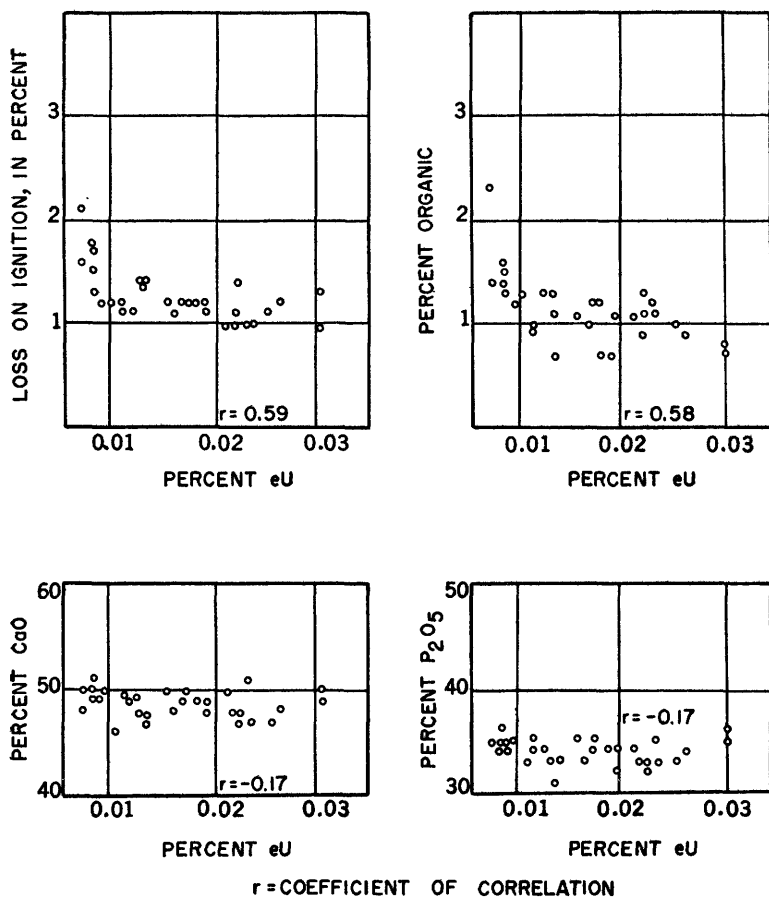 LOSS ON IGNITION, IN PERCENT
3
2
1
r = 0.59
0.01 0.02 0.03
PERCENT eU
PERCENT ORGANIC
3
2
1
r = 0.58
0.01 0.02 0.03
PERCENT eU
PERCENT CaO
60
50
40
r=-0.17
0.01 0.02 0.03
PERCENT eU
PERCENT P2O5
50
40
30
r=-0.17
0.01 0.02 0.03
PERCENT eU
r = COEFFICIENT OF CORRELATION